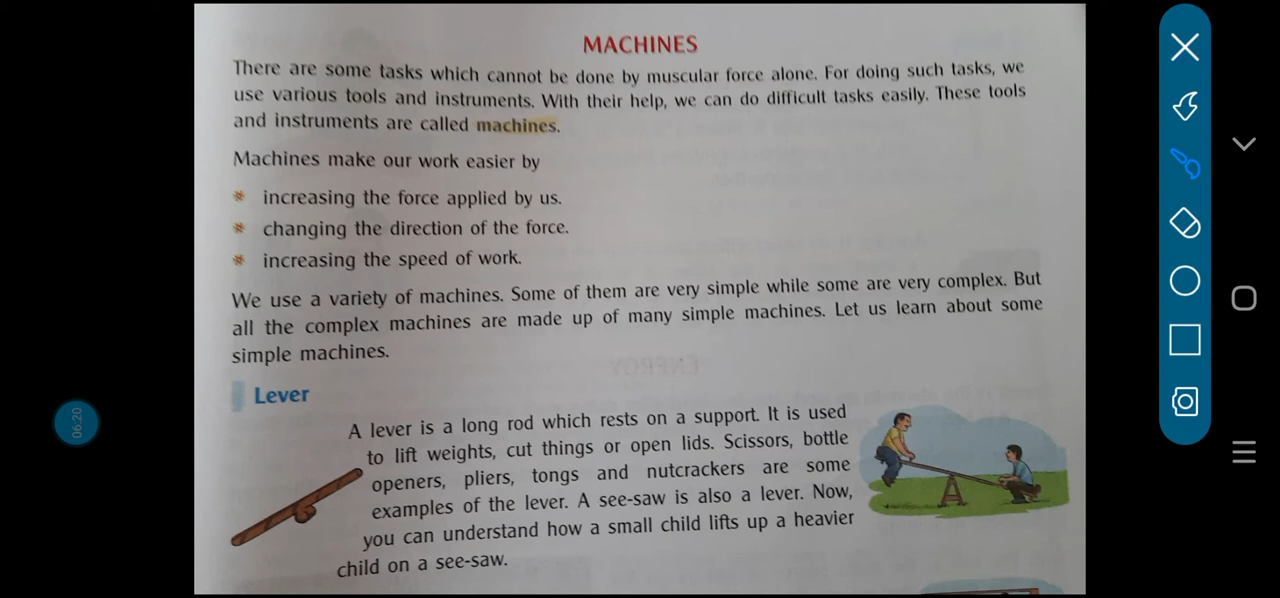 MACHINES
There are some tasks which cannot be done by muscular force alone. For doing such tasks, we
use various tools and instruments. With their help, we can do difficult tasks easily. These tools
and instruments are called machines.
Machines make our work easier by
* increasing the force applied by us.
* changing the direction of the force.
* increasing the speed of work.
We use a variety of machines. Some of them are very simple while some are very complex. But
all the complex machines are made up of many simple machines. Let us learn about some
simple machines.
ENERGY
Lever
A lever is a long rod which rests on a support. It is used
to lift weights, cut things or open lids. Scissors, bottle
openers, pliers, tongs and nutcrackers are some
examples of the lever. A see-saw is also a lever. Now,
you can understand how a small child lifts up a heavier
child on a see-saw.
06:20